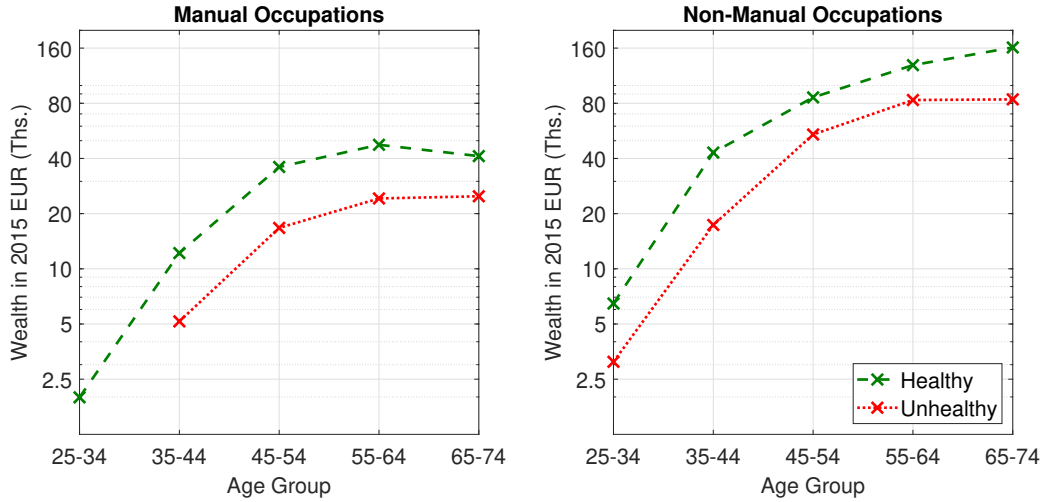 Manual Occupations
Wealth in 2015 EUR (Ths.)
160
80
40
20
10
5
2.5
25-34 35-44 45-54 55-64 65-74
Age Group
Non-Manual Occupations
Wealth in 2015 EUR (Ths.)
160
80
40
20
10
5
2.5
Healthy
Unhealthy
25-34 35-44 45-54 55-64 65-74
Age Group